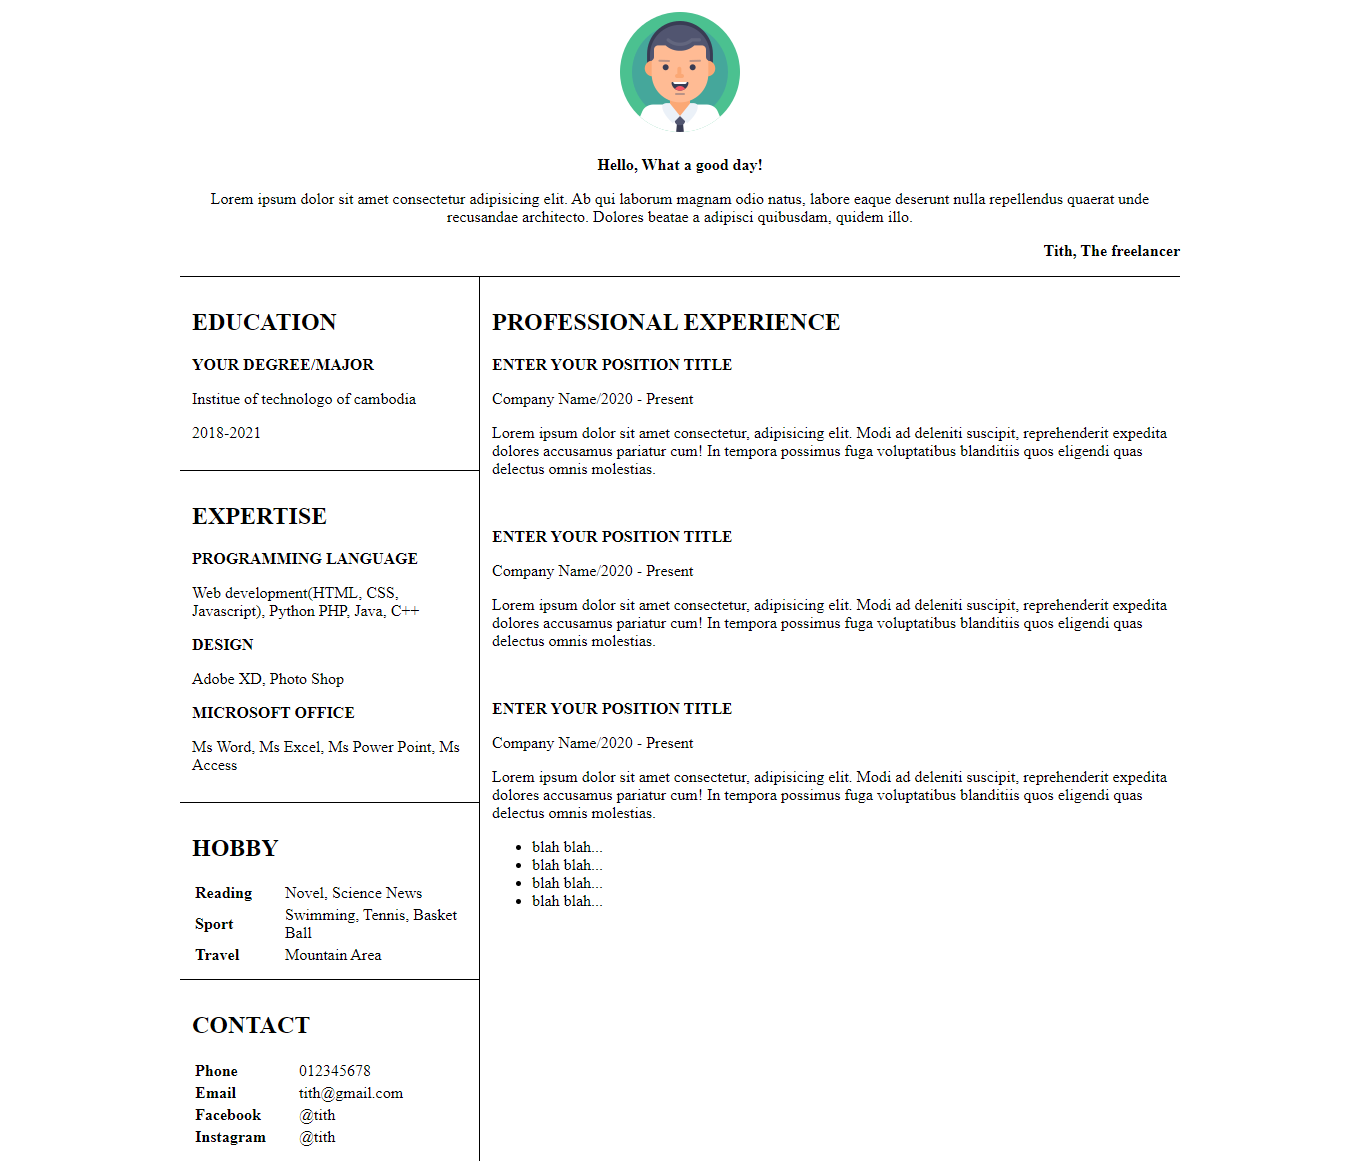 Hello, What a good day!
Lorem ipsum dolor sit amet consectetur adipisicing elit. Ab qui laborum magnam odio natus, labore eaque deserunt nulla repellendus quaerat unde
recusandae architecto. Dolores beatae a adipisci quibusdam, quidem illo.
Tith, The freelancer
EDUCATION
YOUR DEGREE/MAJOR
Institue of technologo of cambodia
2018-2021
EXPERTISE
PROGRAMMING LANGUAGE
Web development(HTML, CSS,
Javascript), Python PHP, Java, C++
DESIGN
Adobe XD, Photo Shop
MICROSOFT OFFICE
Ms Word, Ms Excel, Ms Power Point, Ms
Access
HOBBY
Reading Novel, Science News
Sport Swimming, Tennis, Basket
Ball
Travel Mountain Area
CONTACT
Phone 012345678
Email tith@gmail.com
Facebook @tith
Instagram @tith
PROFESSIONAL EXPERIENCE
ENTER YOUR POSITION TITLE
Company Name/2020 - Present
Lorem ipsum dolor sit amet consectetur, adipisicing elit. Modi ad deleniti suscipit, reprehenderit expedita
dolores accusamus pariatur cum! In tempora possimus fuga voluptatibus blanditiis quos eligendi quas
delectus omnis molestias.
ENTER YOUR POSITION TITLE
Company Name/2020 - Present
Lorem ipsum dolor sit amet consectetur, adipisicing elit. Modi ad deleniti suscipit, reprehenderit expedita
dolores accusamus pariatur cum! In tempora possimus fuga voluptatibus blanditiis quos eligendi quas
delectus omnis molestias.
ENTER YOUR POSITION TITLE
Company Name/2020 - Present
Lorem ipsum dolor sit amet consectetur, adipisicing elit. Modi ad deleniti suscipit, reprehenderit expedita
dolores accusamus pariatur cum! In tempora possimus fuga voluptatibus blanditiis quos eligendi quas
delectus omnis molestias.
• blah blah...
• blah blah...
• blah blah...
• blah blah...